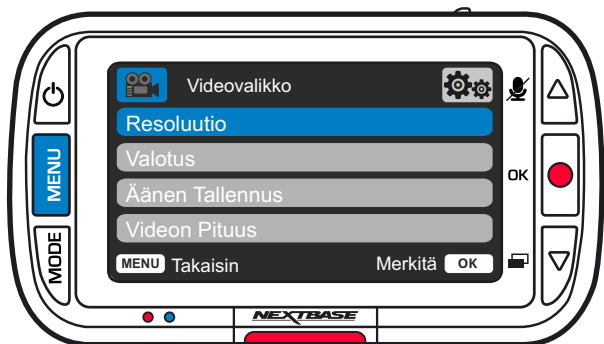 Videovalikko
Resoluutio
Valotus
Äänen Tallennus
Videon Pituus
MENU Takaisin Merkitä OK
MENU
MODE
OK
NEXTBASE